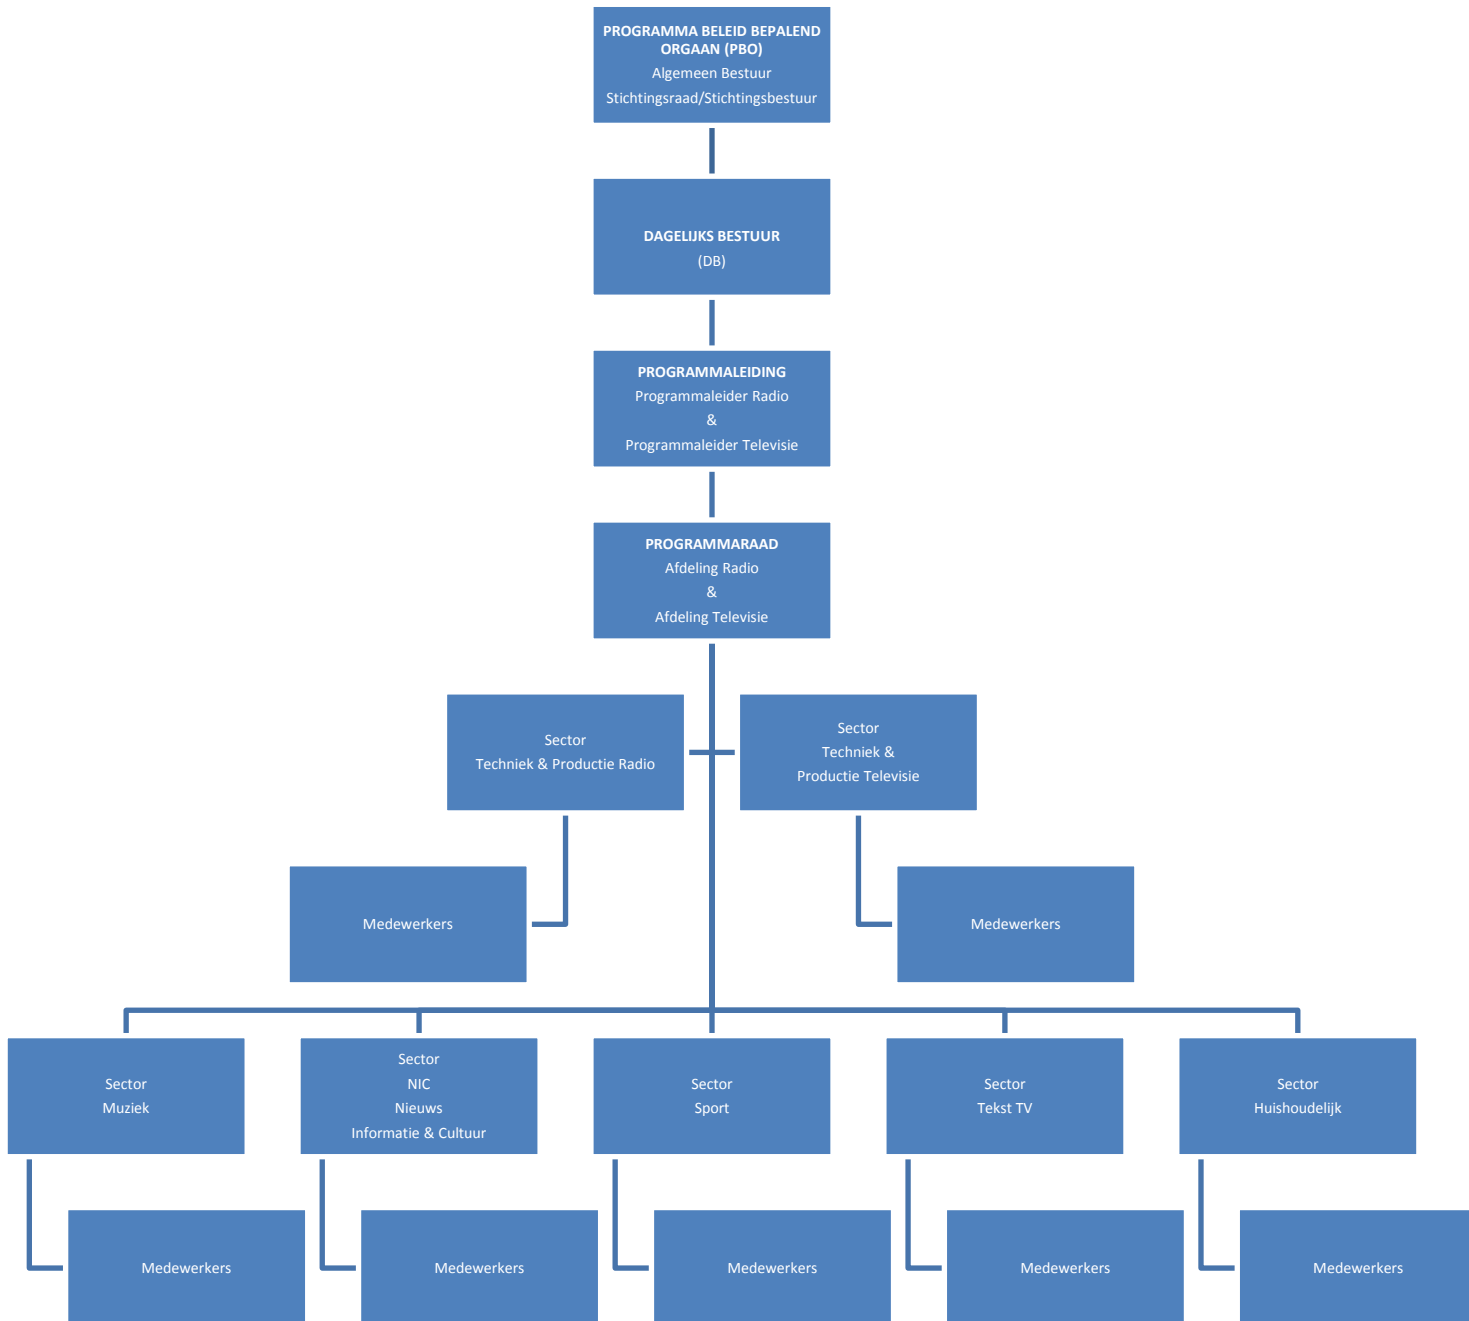 PROGRAMMA BELEID BEPALEND
ORGAAN (PBO)
Algemeen Bestuur
Stichtingsraad/Stichtingsbestuur
DAGELIJKS BESTUUR
(DB)
PROGRAMMALEIDING
Programmaleider Radio
&
Programmaleider Televisie
PROGRAMMARAAD
Afdeling Radio
&
Afdeling Televisie
Sector
Techniek & Productie Radio
Sector
Techniek &
Productie Televisie
Medewerkers
Medewerkers
Sector
Muziek
Sector
NIC
Nieuws
Informatie & Cultuur
Sector
Sport
Sector
Tekst TV
Sector
Huishoudelijk
Medewerkers
Medewerkers
Medewerkers
Medewerkers
Medewerkers